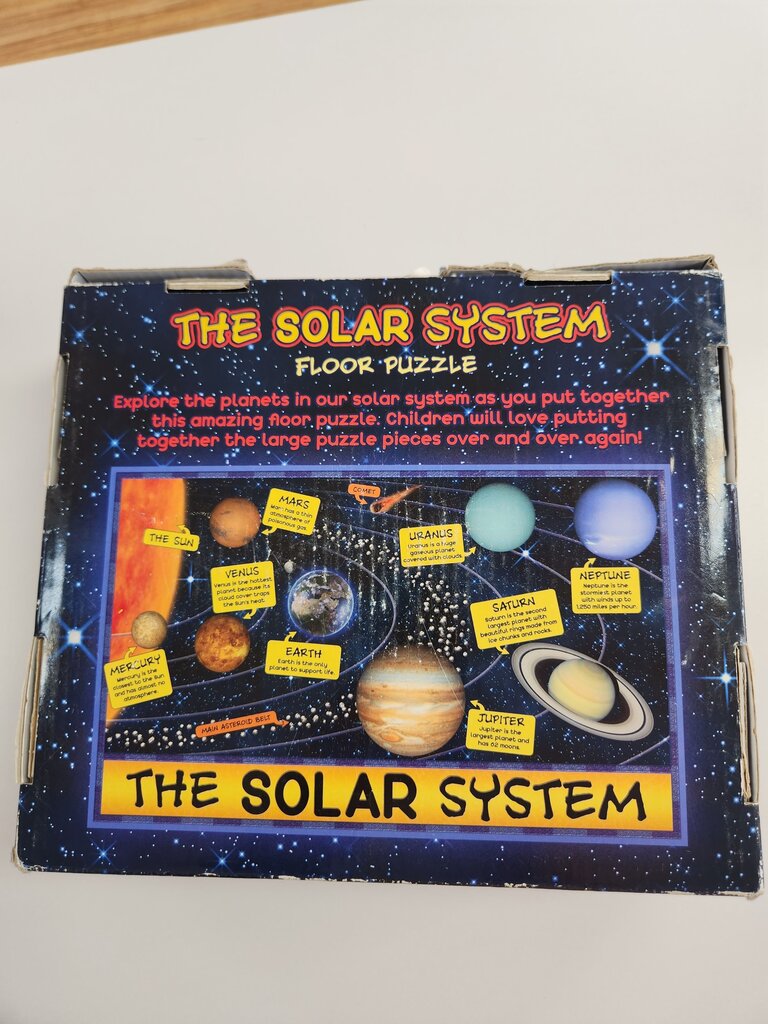 THE SOLAR SYSTEM
FLOOR PUZZLE
Explore the planets in our solar system as you put together
this amazing floor puzzle. Children will love putting
together the large puzzle pieces over and over again!
THE SUN
MARS
Mars has a thin
atmosphere of
poisonous gas.
COMET
URANUS
Uranus is a huge
gaseous planet
covered with clouds.
NEPTUNE
Neptune is the
stormiest planet
with winds up to
1,250 miles per hour.
VENUS
Venus is the hottest
planet because its
cloud cover traps
the Sun's heat.
SATURN
Saturn is the second
largest planet with
beautiful rings made from
ice chunks and rocks.
EARTH
Earth is the only
planet to support life.
MERCURY
Mercury is the
closest to the Sun
and has almost no
atmosphere.
MAIN ASTEROID BELT
JUPITER
Jupiter is the
largest planet and
has 62 moons.
THE SOLAR SYSTEM